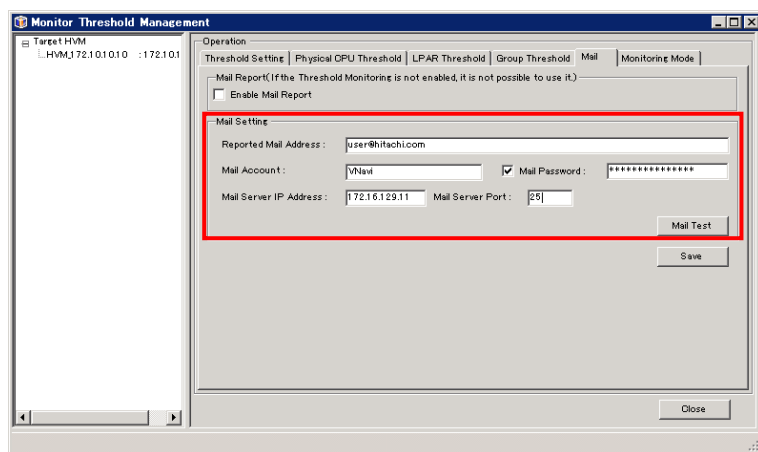 Monitor Threshold Management
Target HVM
HVM_172.10.10.10 :172.10.1
Operation
Threshold Setting Physical CPU Threshold LPAR Threshold Group Threshold Mail Monitoring Mode
Mail Report(If the Threshold Monitoring is not enabled, it is not possible to use it.)
Enable Mail Report
Mail Setting
Reported Mail Address : user@hitachi.com
Mail Account : VNavi Mail Password : ***************
Mail Server IP Address : 172.16.129.11 Mail Server Port : 25
Mail Test
Save
Close